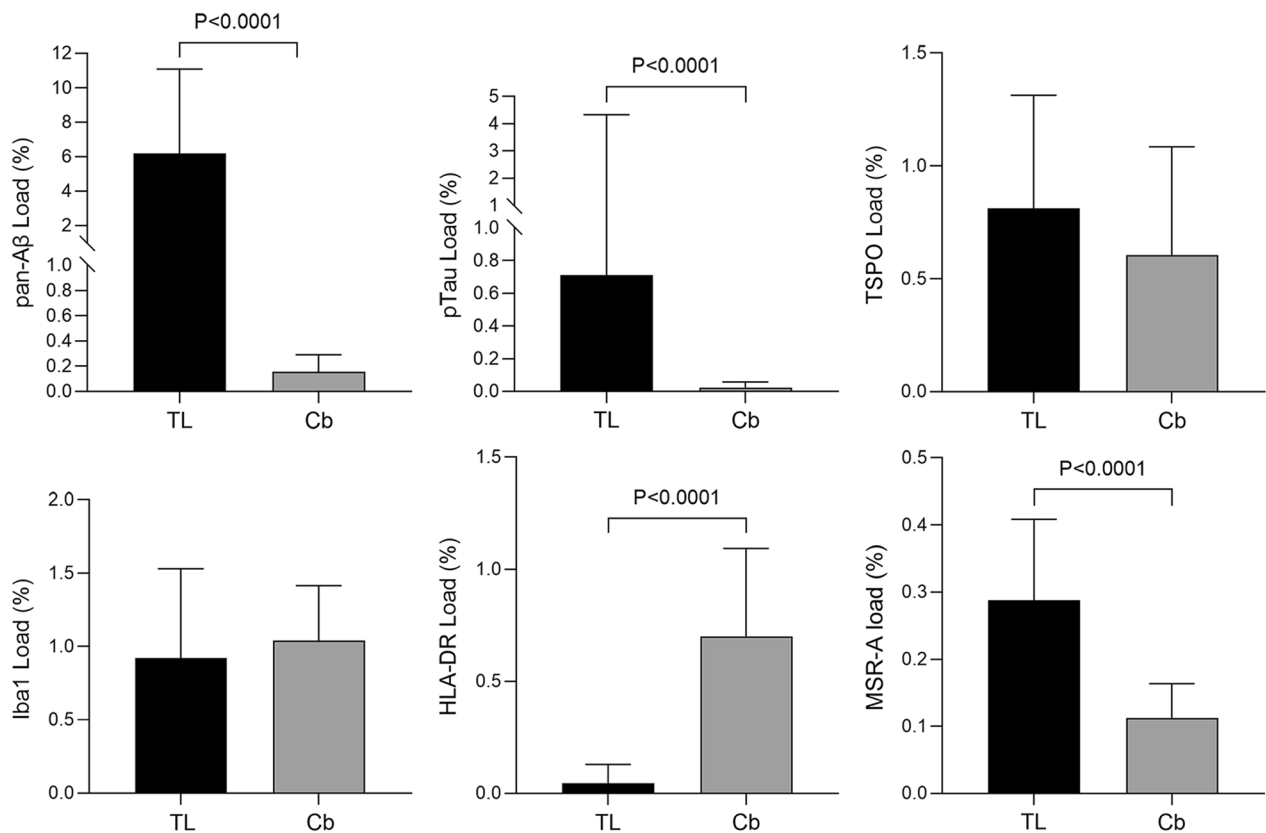 P<0.0001
pan-Aβ Load (%)
12
10
8
6
4
2
1.0
0.8
0.6
0.4
0.2
0.0
TL Cb
P<0.0001
pTau Load (%)
5
4
3
2
1
1.0
0.8
0.6
0.4
0.2
0.0
TL Cb
TSPO Load (%)
1.5
1.0
0.5
0.0
TL Cb
Iba1 Load (%)
2.0
1.5
1.0
0.5
0.0
TL Cb
P<0.0001
HLA-DR Load (%)
1.5
1.0
0.5
0.0
TL Cb
P<0.0001
MSR-A load (%)
0.5
0.4
0.3
0.2
0.1
0.0
TL Cb